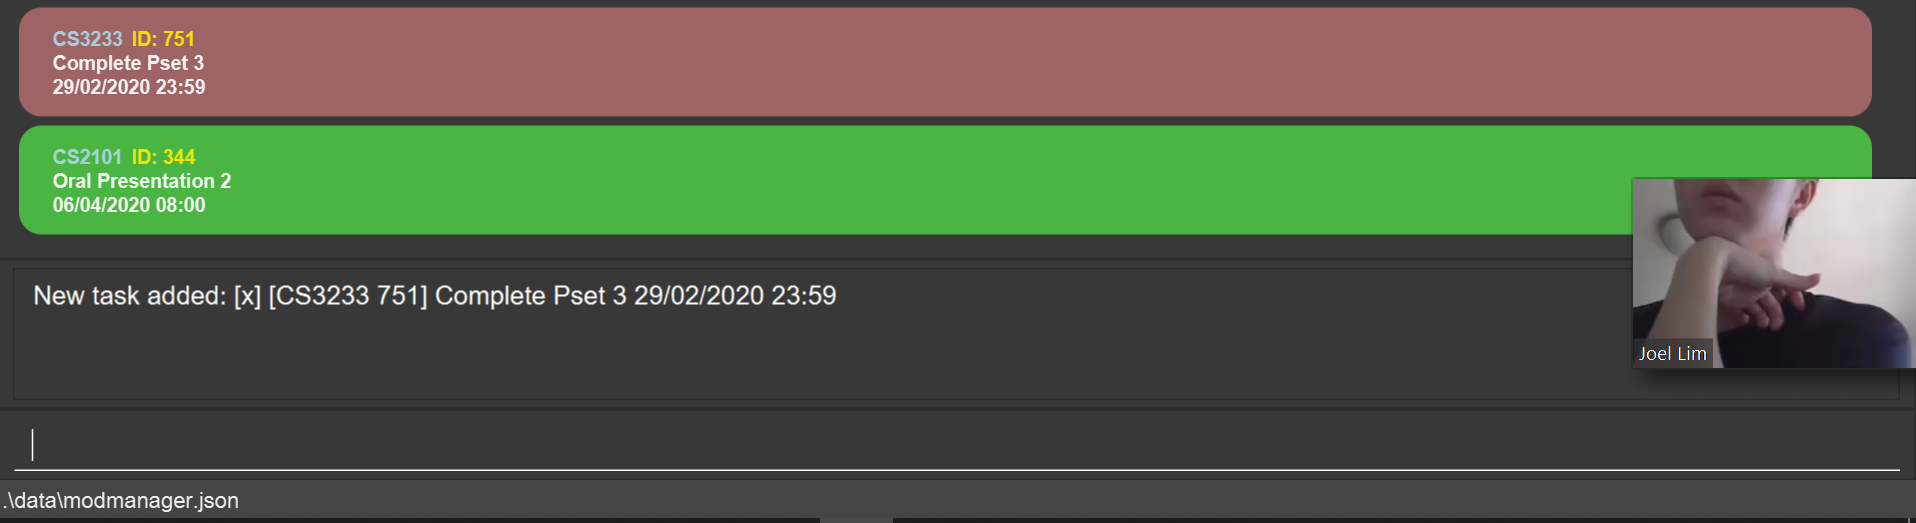 CS3233 ID: 751
Complete Pset 3
29/02/2020 23:59
CS2101 ID: 344
Oral Presentation 2
06/04/2020 08:00
New task added: [x] [CS3233 751] Complete Pset 3 29/02/2020 23:59
Joel Lim
.\data\modmanager.json